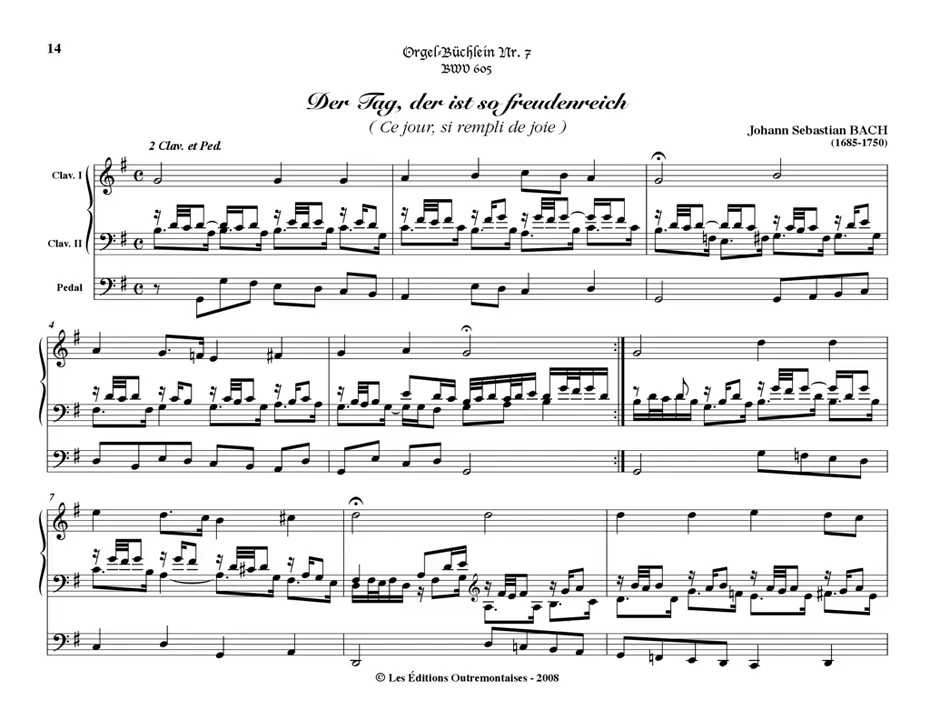 14
Orgel-Büchlein Nr. 7
BWV 605
Der Tag, der ist so freudenreich
( Ce jour, si rempli de joie )
Johann Sebastian BACH
(1685-1750)
2 Clav. et Ped.
Clav. I
Clav. II
Pedal
4
7
© Les Éditions Outremontaises - 2008